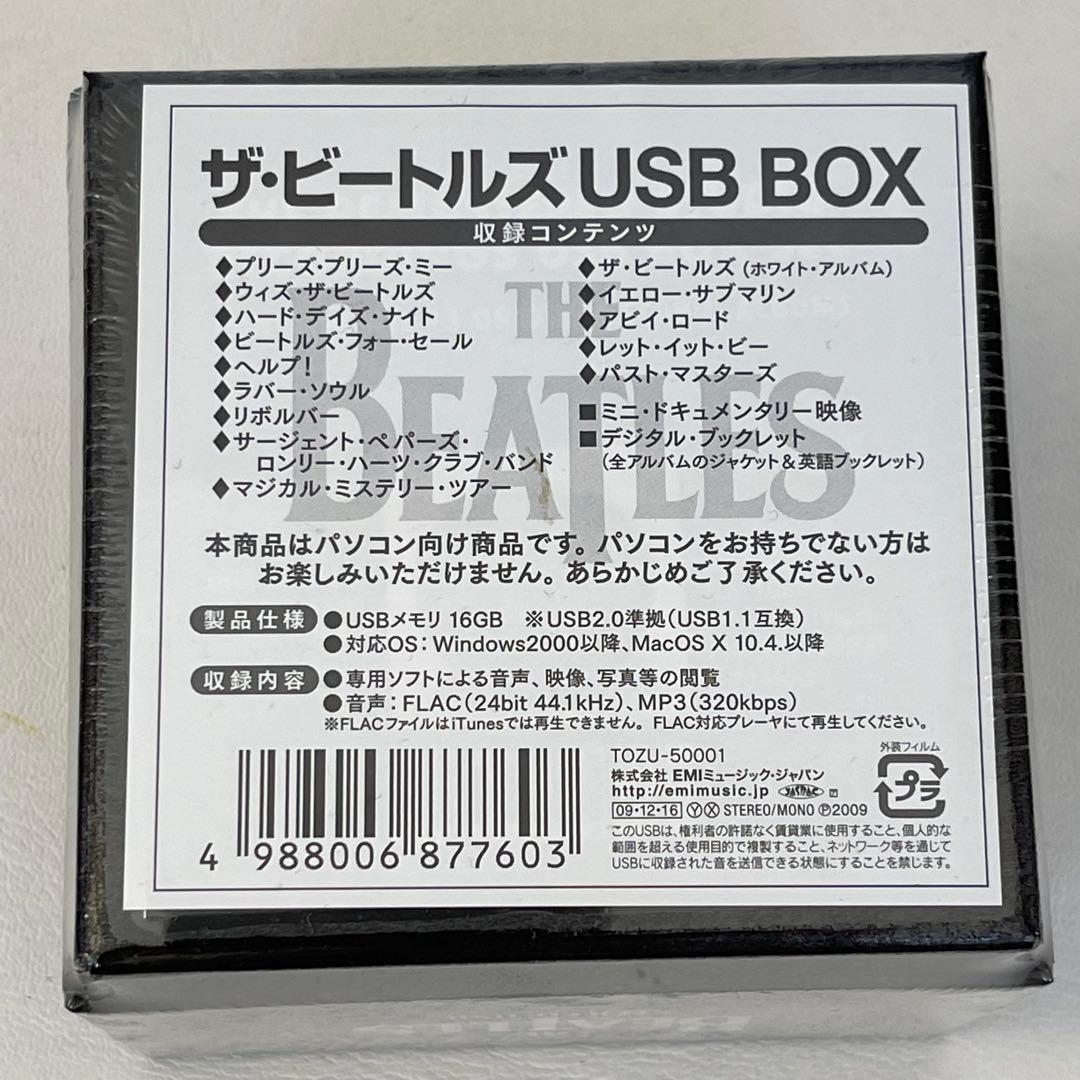 ザ・ビートルズ USB BOX
収録コンテンツ
♦プリーズ・プリーズ・ミー
♦ウィズ・ザ・ビートルズ
♦ハード・デイズ・ナイト
♦ビートルズ・フォー・セール
♦ヘルプ!
♦ラバー・ソウル
♦リボルバー
♦サージェント・ペパーズ・
ロンリー・ハーツ・クラブ・バンド
♦マジカル・ミステリー・ツアー
♦ザ・ビートルズ (ホワイト・アルバム)
♦イエロー・サブマリン
♦アビイ・ロード
♦レット・イット・ビー
♦パスト・マスターズ
■ミニ・ドキュメンタリー映像
■デジタル・ブックレット
(全アルバムのジャケット&英語ブックレット)
THE
BEATLES
本商品はパソコン向け商品です。パソコンをお持ちでない方は
お楽しみいただけません。あらかじめご了承ください。
製品仕様 ●USBメモリ 16GB ※USB2.0準拠(USB1.1互換)
●対応OS:Windows2000以降、MacOS X 10.4.以降
収録内容 ●専用ソフトによる音声、映像、写真等の閲覧
●音声:FLAC(24bit 44.1kHz)、MP3(320kbps)
※FLACファイルはiTunesでは再生できません。FLAC対応プレーヤにて再生してください。
4 988006 877603
TOZU-50001
株式会社 EMIミュージック・ジャパン
http://emimusic.jp JASRAC
09・12・16 Ⓨ Ⓧ STEREO/MONO Ⓟ2009
外装フィルム
プラ
このUSBは、権利者の許諾なく賃貸業に使用すること、個人的な
範囲を超える使用目的で複製すること、ネットワーク等を通じて
USBに収録された音を送信できる状態にすることを禁じます。